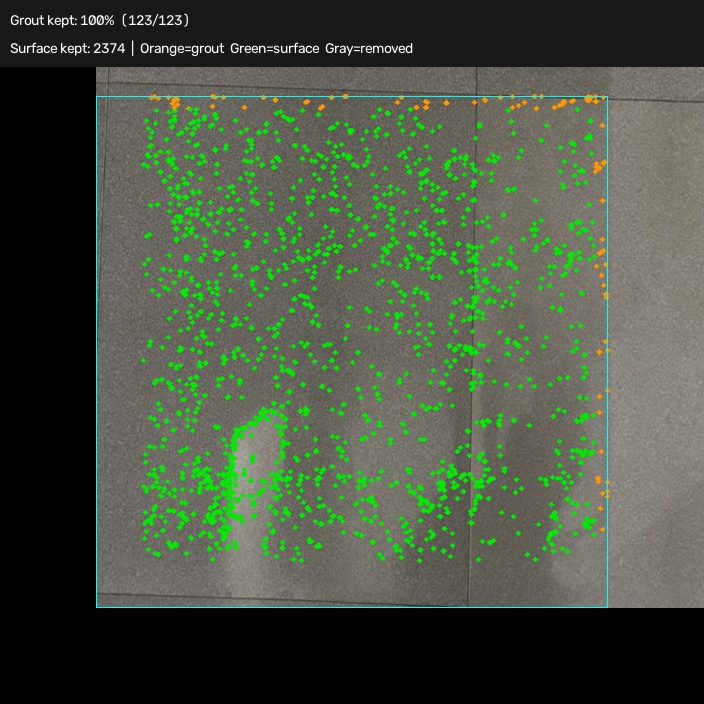 Grout kept: 100% (123/123)
Surface kept: 2374 | Orange=grout Green=surface Gray=removed